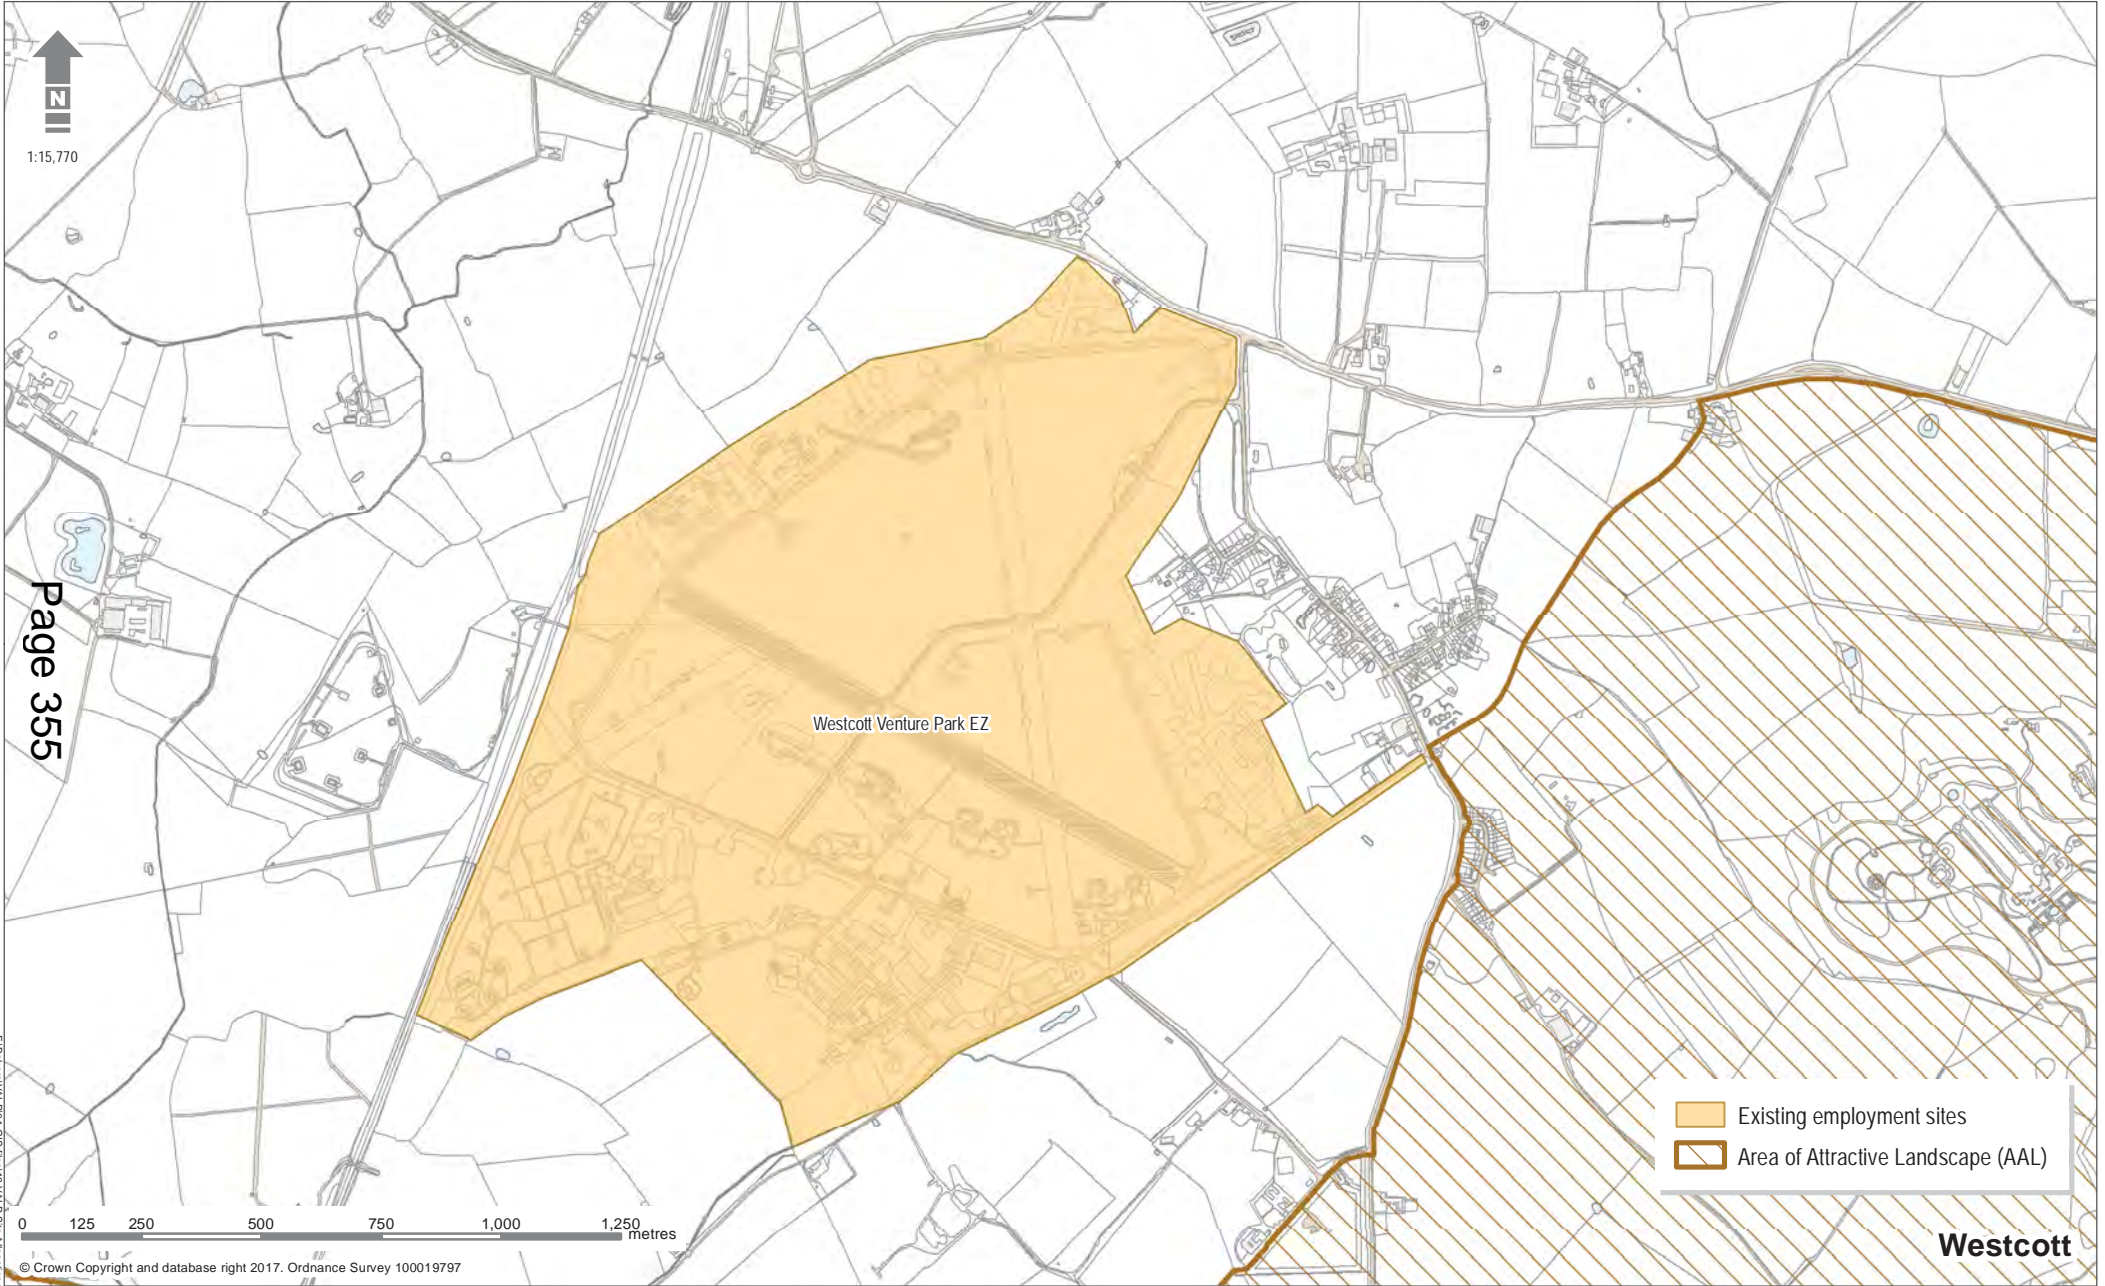 N
1:15,770
Page 355
Westcott Venture Park EZ
Existing employment sites
Area of Attractive Landscape (AAL)
0 125 250 500 750 1,000 1,250
metres
© Crown Copyright and database right 2017. Ordnance Survey 100019797
Westcott